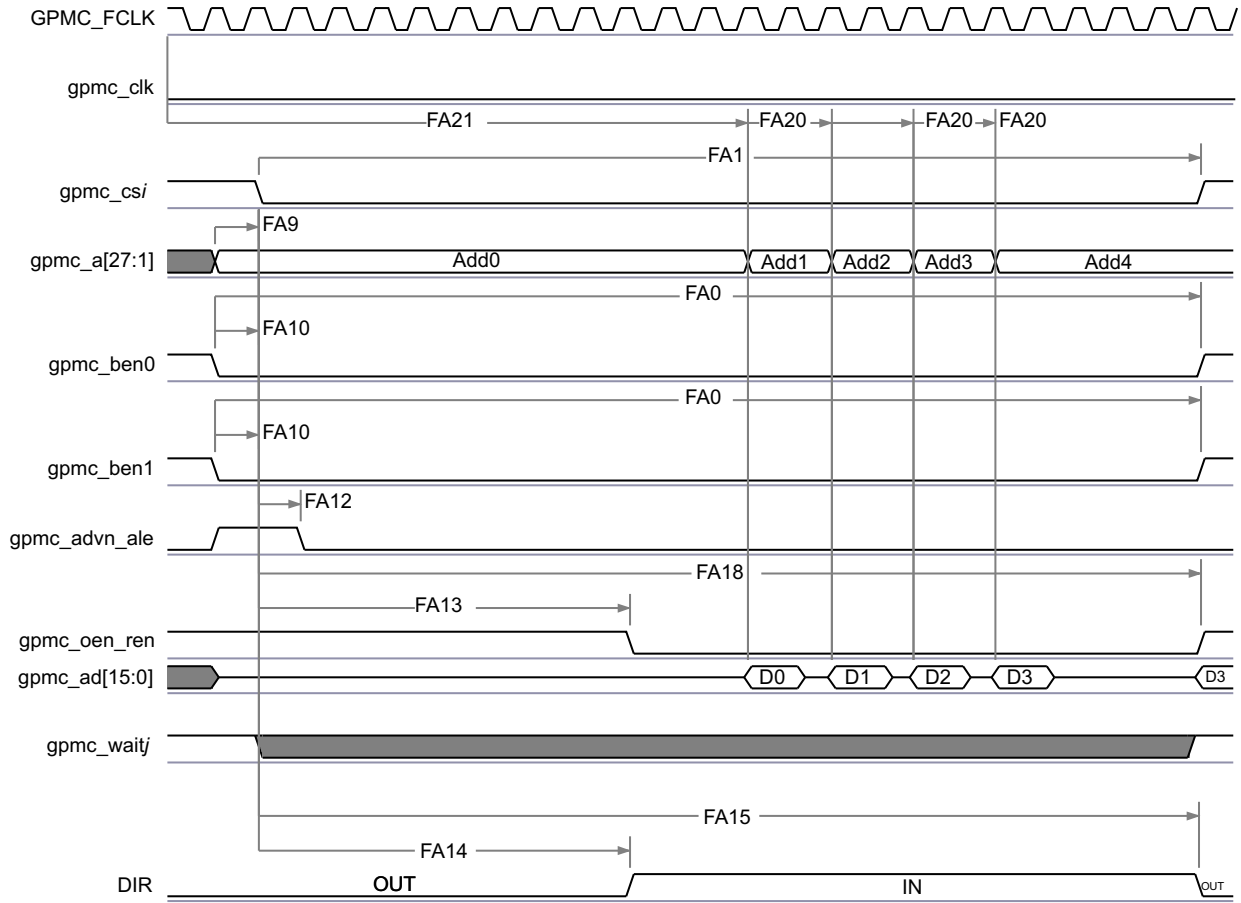 GPMC_FCLK
gpmc_clk
FA21 FA20 FA20 FA20
FA1
gpmc_csi
FA9
gpmc_a[27:1] Add0 Add1 Add2 Add3 Add4
FA0
FA10
gpmc_ben0
FA0
FA10
gpmc_ben1
FA12
gpmc_advn_ale
FA18
FA13
gpmc_oen_ren
gpmc_ad[15:0] D0 D1 D2 D3 D3
gpmc_waitj
FA15
FA14
DIR OUT IN OUT